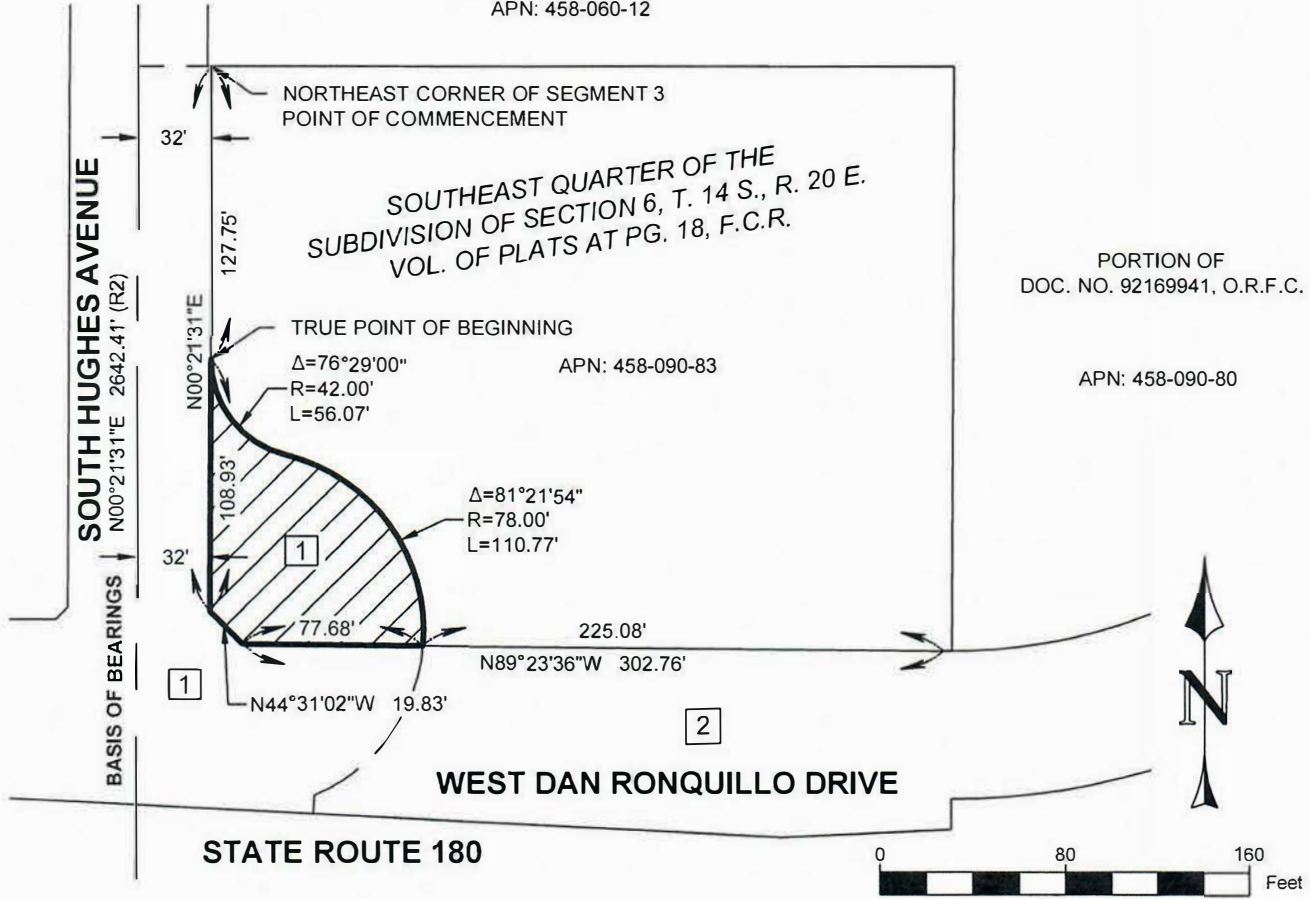 APN: 458-060-12
NORTHEAST CORNER OF SEGMENT 3
POINT OF COMMENCEMENT
32'
SOUTHEAST QUARTER OF THE
SUBDIVISION OF SECTION 6, T. 14 S., R. 20 E.
VOL. OF PLATS AT PG. 18, F.C.R.
127.75'
SOUTH HUGHES AVENUE
N00°21'31"E 2642.41' (R2)
BASIS OF BEARINGS
N00°21'31"E
PORTION OF
DOC. NO. 92169941, O.R.F.C.
TRUE POINT OF BEGINNING
Δ=76°29'00"
R=42.00'
L=56.07'
APN: 458-090-83
APN: 458-090-80
108.93'
Δ=81°21'54"
R=78.00'
L=110.77'
1
32'
77.68'
225.08'
N89°23'36"W 302.76'
1
N44°31'02"W 19.83'
2
N
WEST DAN RONQUILLO DRIVE
STATE ROUTE 180
0 80 160
Feet